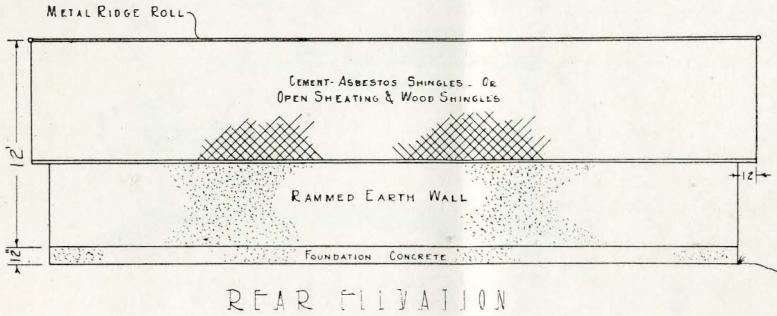 METAL RIDGE ROLL
CEMENT-ASBESTOS SHINGLES - OR
OPEN SHEATING & WOOD SHINGLES
12'
RAMMED EARTH WALL
12
12"
FOUNDATION CONCRETE
REAR ELEVATION